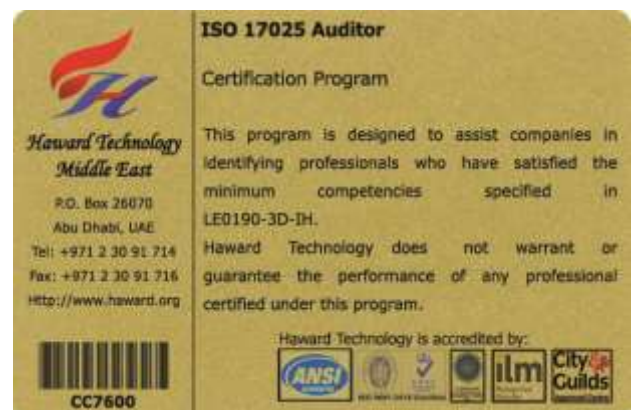 Haward Technology
Middle East
P.O. Box 26070
Abu Dhabi, UAE
Tel: +971 2 30 91 714
Fax: +971 2 30 91 716
Http://www.haward.org
CC7600
ISO 17025 Auditor
Certification Program
This program is designed to assist companies in
identifying professionals who have satisfied the
minimum competencies specified in
LE0190-3D-IH.
Haward Technology does not warrant or
guarantee the performance of any professional
certified under this program.
Haward Technology is accredited by:
ANSI
ilm
City
Guilds